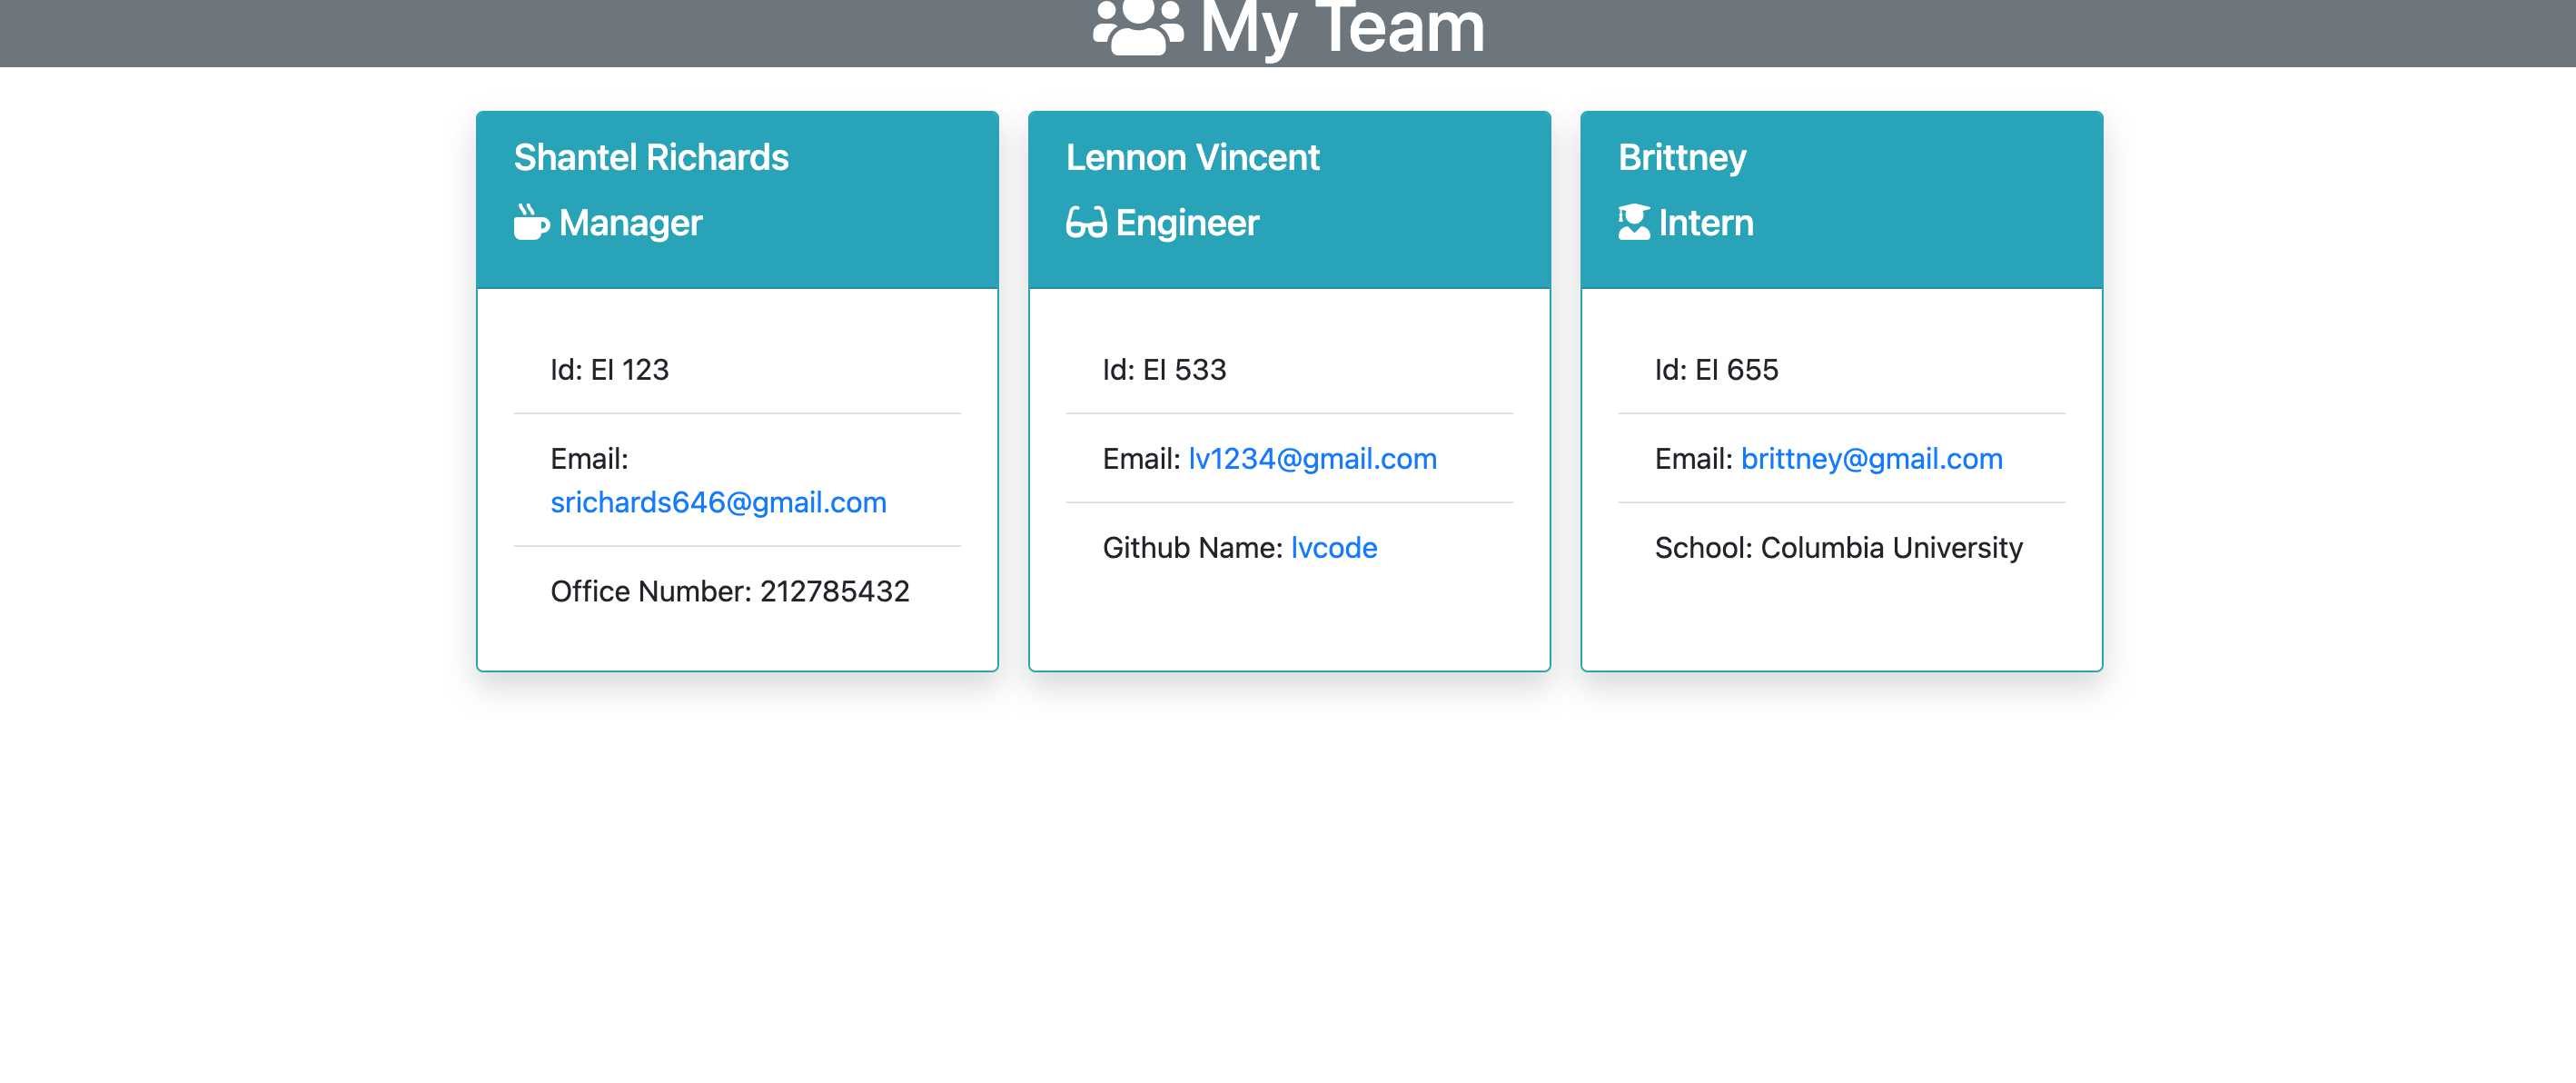 My Team
Shantel Richards
Manager
Id: EI 123
Email:
srichards646@gmail.com
Office Number: 212785432
Lennon Vincent
Engineer
Id: EI 533
Email: lv1234@gmail.com
Github Name: lvcode
Brittney
Intern
Id: EI 655
Email: brittney@gmail.com
School: Columbia University